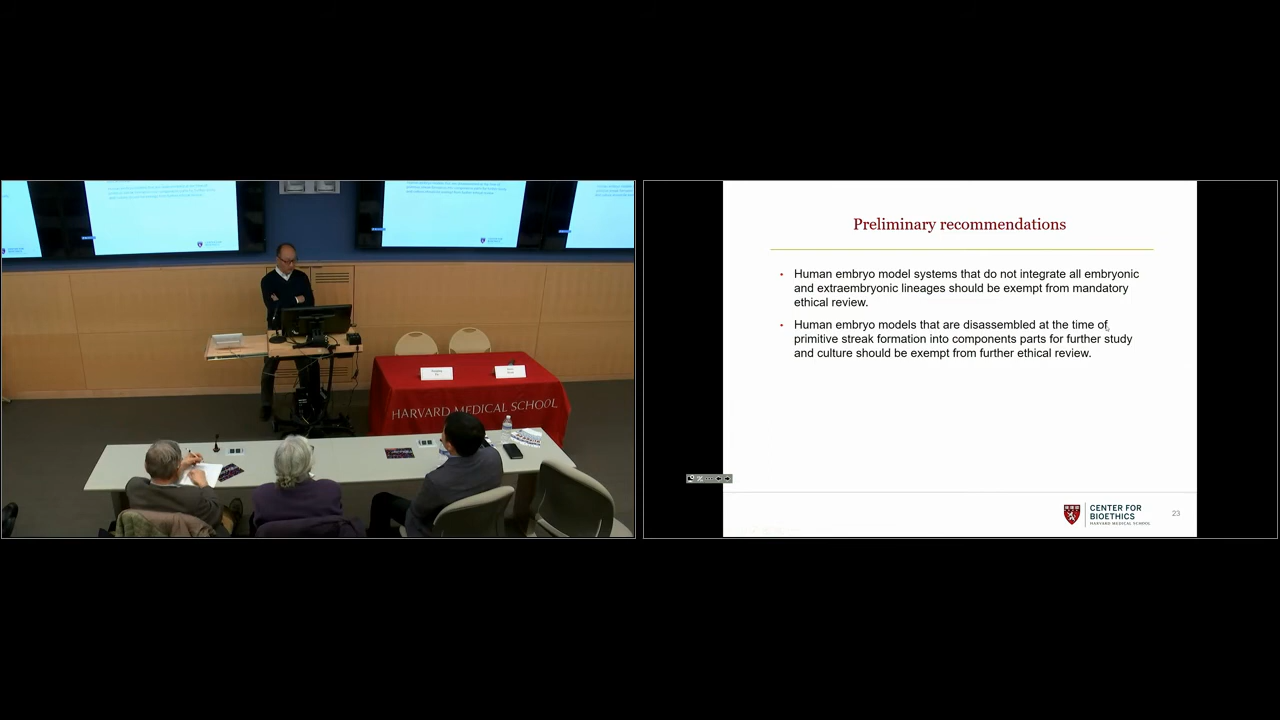 HARVARD MEDICAL SCHOOL
Preliminary recommendations
• Human embryo model systems that do not integrate all embryonic
and extraembryonic lineages should be exempt from mandatory
ethical review.
• Human embryo models that are disassembled at the time of
primitive streak formation into components parts for further study
and culture should be exempt from further ethical review.
CENTER FOR
BIOETHICS
HARVARD MEDICAL SCHOOL
23